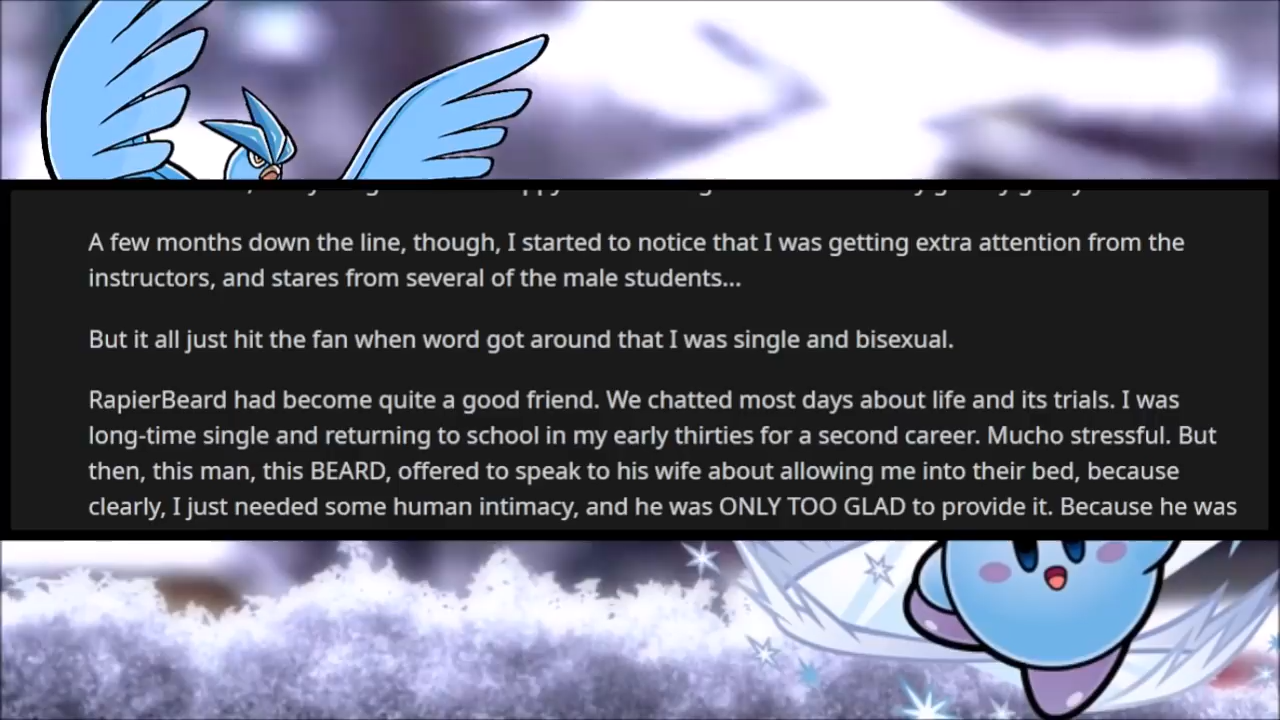 A few months down the line, though, I started to notice that I was getting extra attention from the
instructors, and stares from several of the male students...
But it all just hit the fan when word got around that I was single and bisexual.
RapierBeard had become quite a good friend. We chatted most days about life and its trials. I was
long-time single and returning to school in my early thirties for a second career. Mucho stressful. But
then, this man, this BEARD, offered to speak to his wife about allowing me into their bed, because
clearly, I just needed some human intimacy, and he was ONLY TOO GLAD to provide it. Because he was